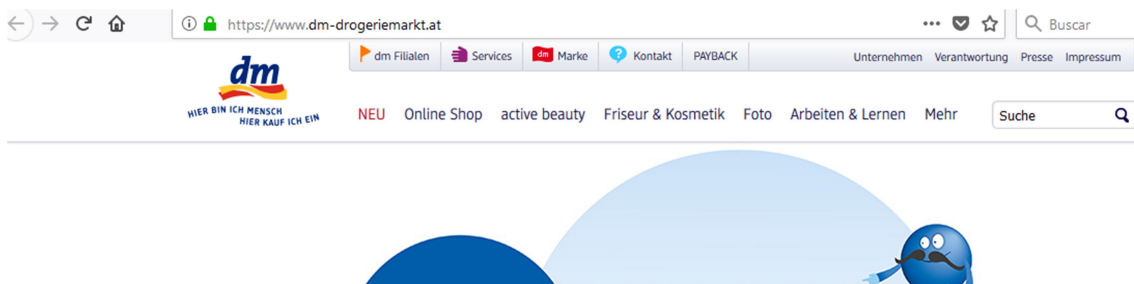 https://www.dm-drogeriemarkt.at
Buscar
dm Filialen Services dm Marke Kontakt PAYBACK Unternehmen Verantwortung Presse Impressum
dm
HIER BIN ICH MENSCH
HIER KAUF ICH EIN
NEU Online Shop active beauty Friseur & Kosmetik Foto Arbeiten & Lernen Mehr Suche